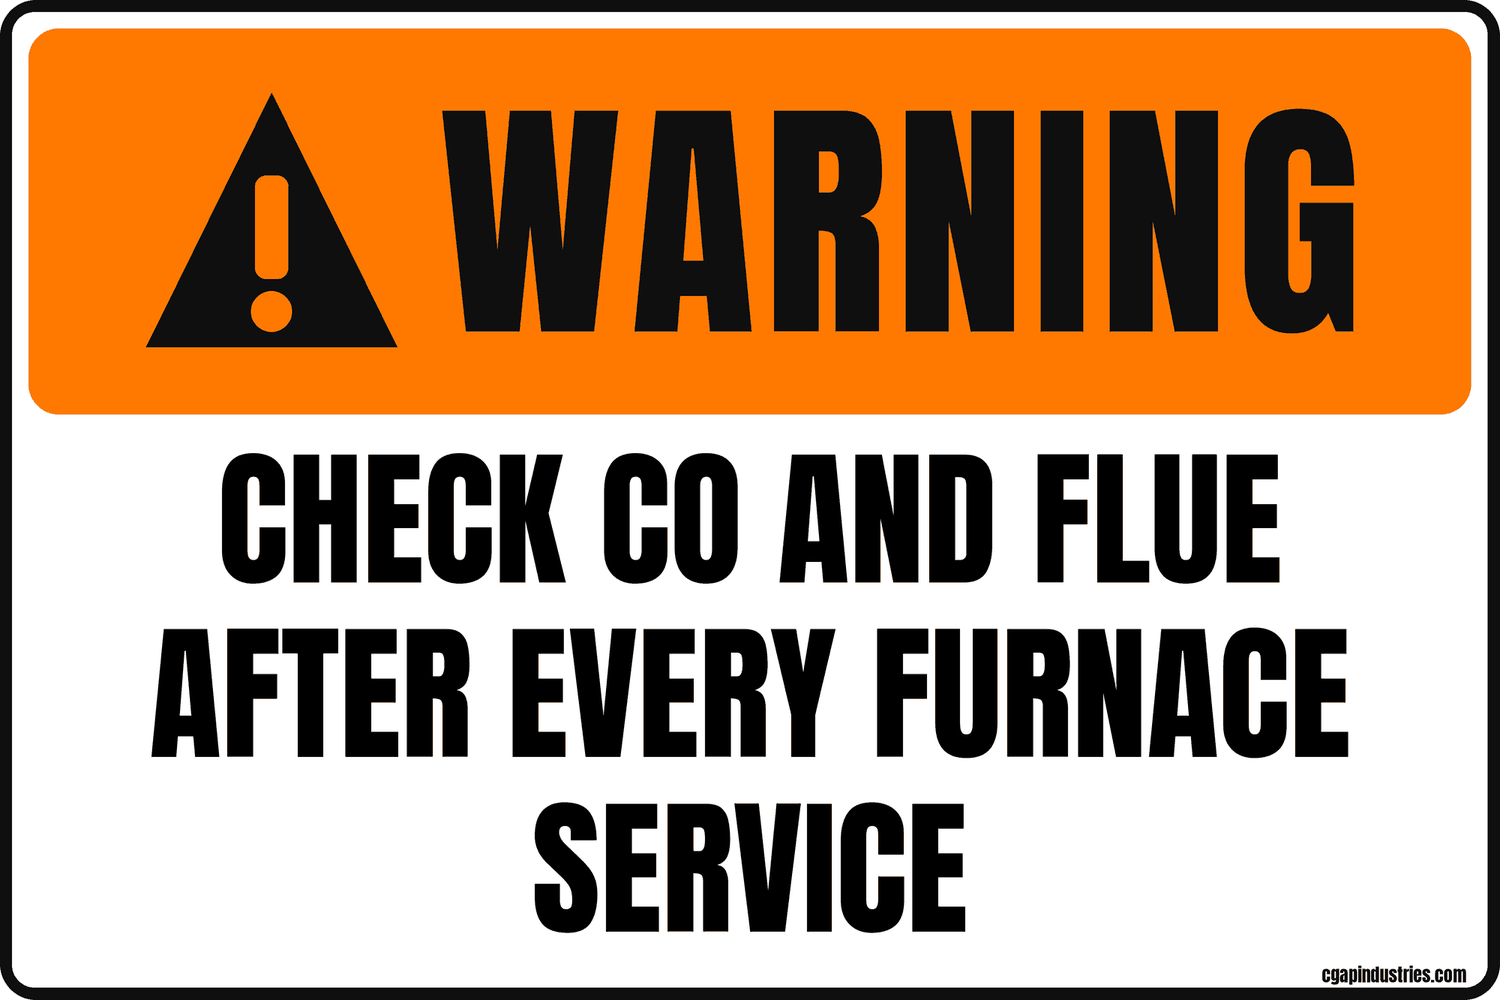 WARNING
CHECK CO AND FLUE
AFTER EVERY FURNACE
SERVICE
cgapindustries.com